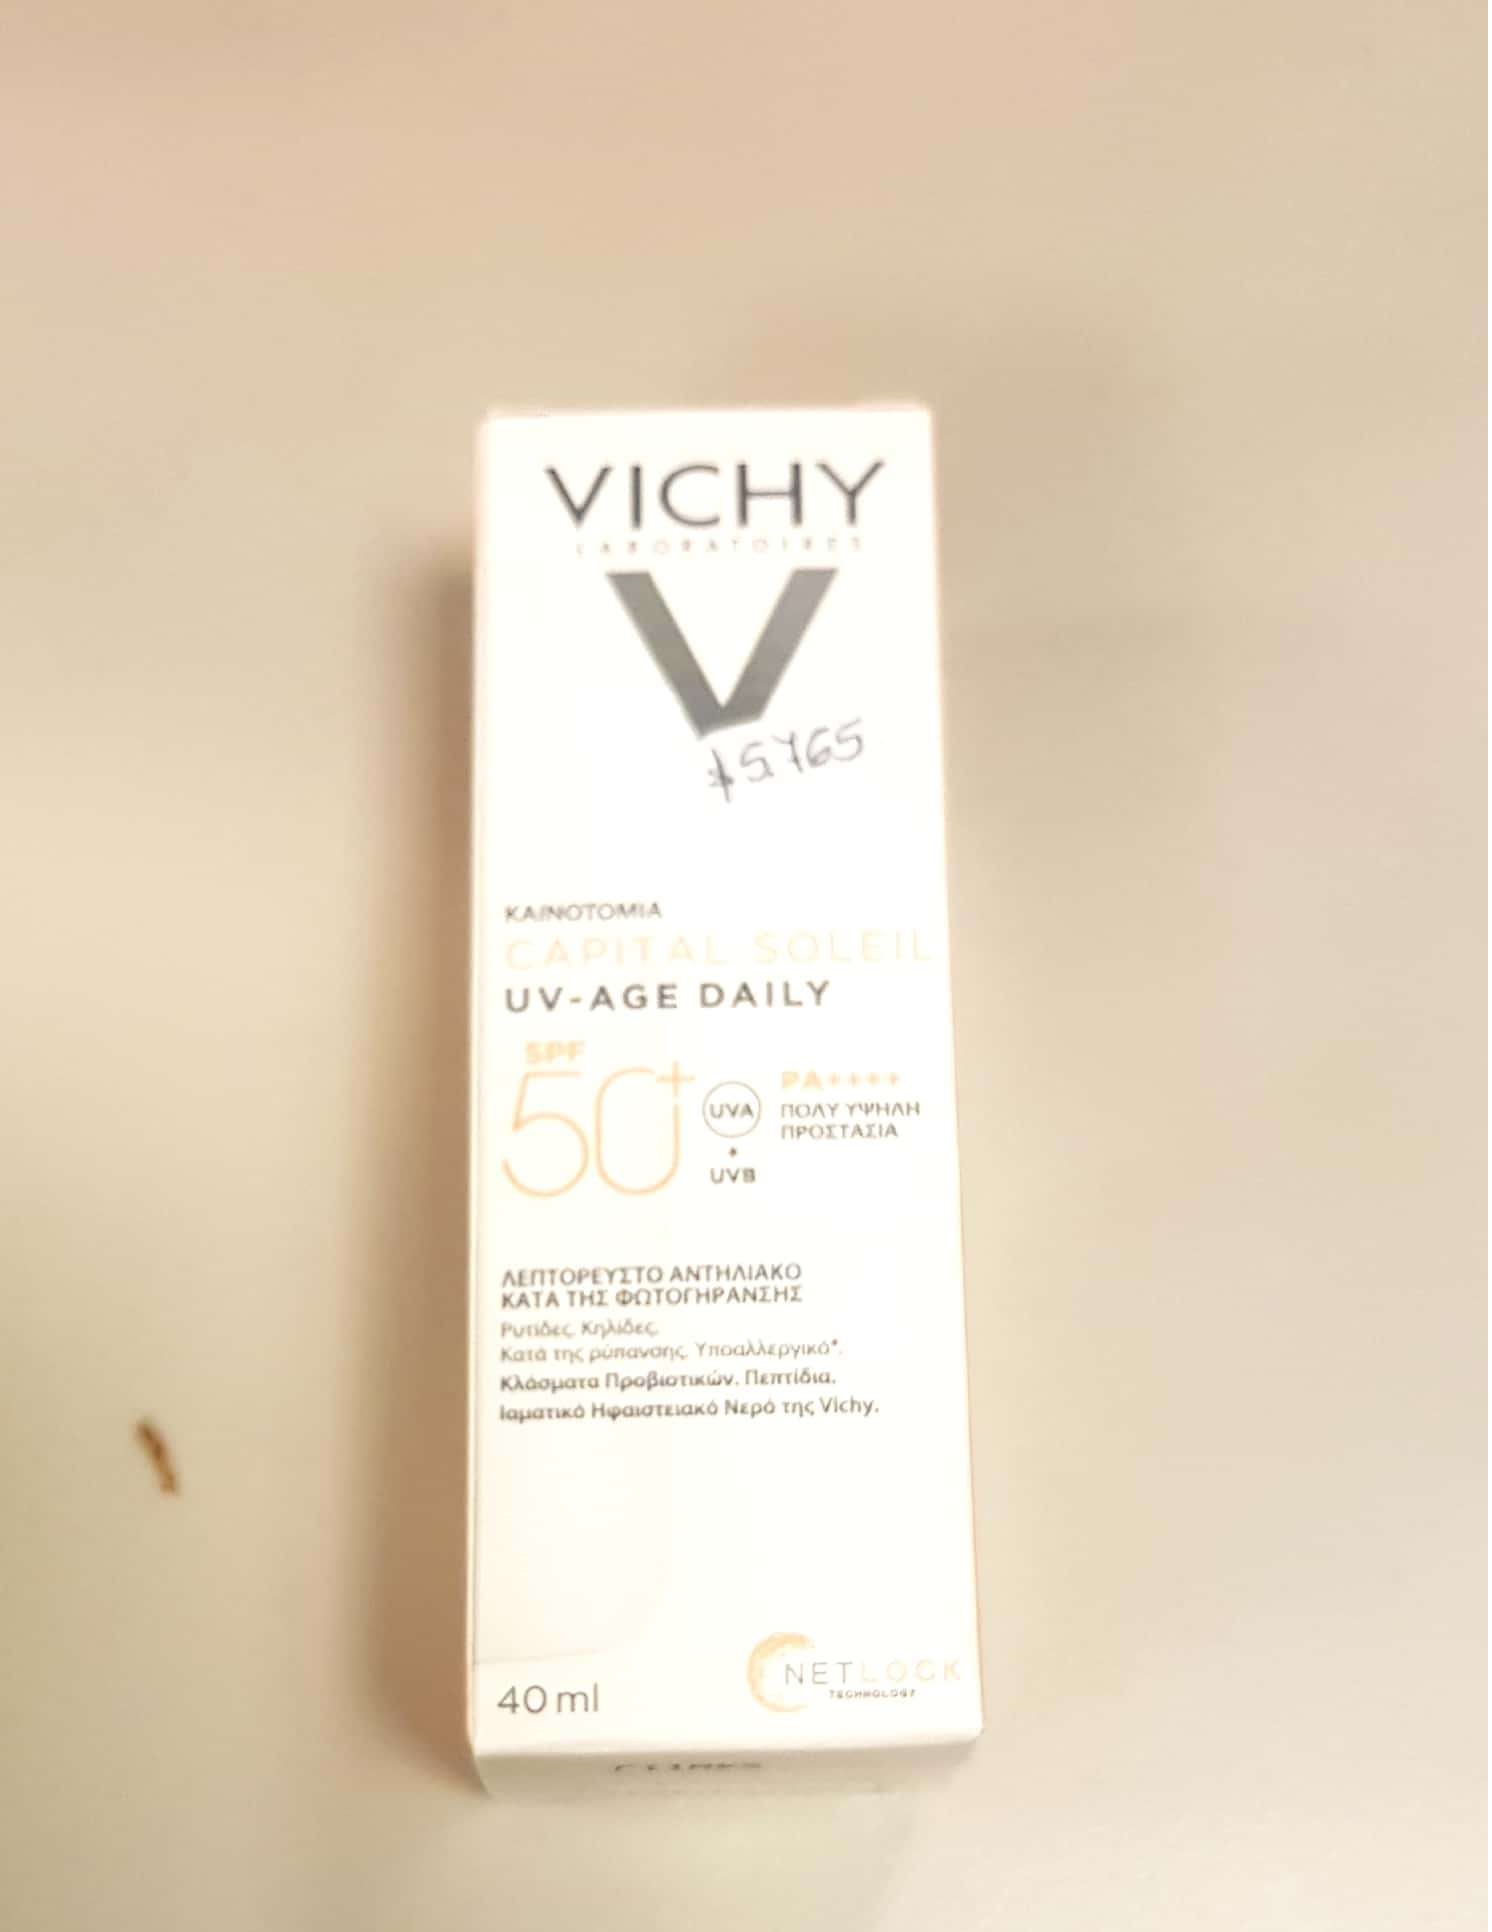 VICHY
LABORATOIRES
V
ΚΑΙΝΟΤΟΜΙΑ
CAPITAL SOLEIL
UV-AGE DAILY
SPF
50+
UVA
+
UVB
PA++++
ΠΟΛΥ ΥΨΗΛΗ
ΠΡΟΣΤΑΣΙΑ
ΛΕΠΤΟΡΕΥΣΤΟ ΑΝΤΗΛΙΑΚΟ
ΚΑΤΑ ΤΗΣ ΦΩΤΟΓΗΡΑΝΣΗΣ
Ρυτίδες. Κηλίδες.
Κατά της ρύπανσης. Υποαλλεργικό*.
Κλάσματα Προβιοτικών. Πεπτίδια.
Ιαματικό Ηφαιστειακό Νερό της Vichy.
NETLOCK
TECHNOLOGY
40 ml